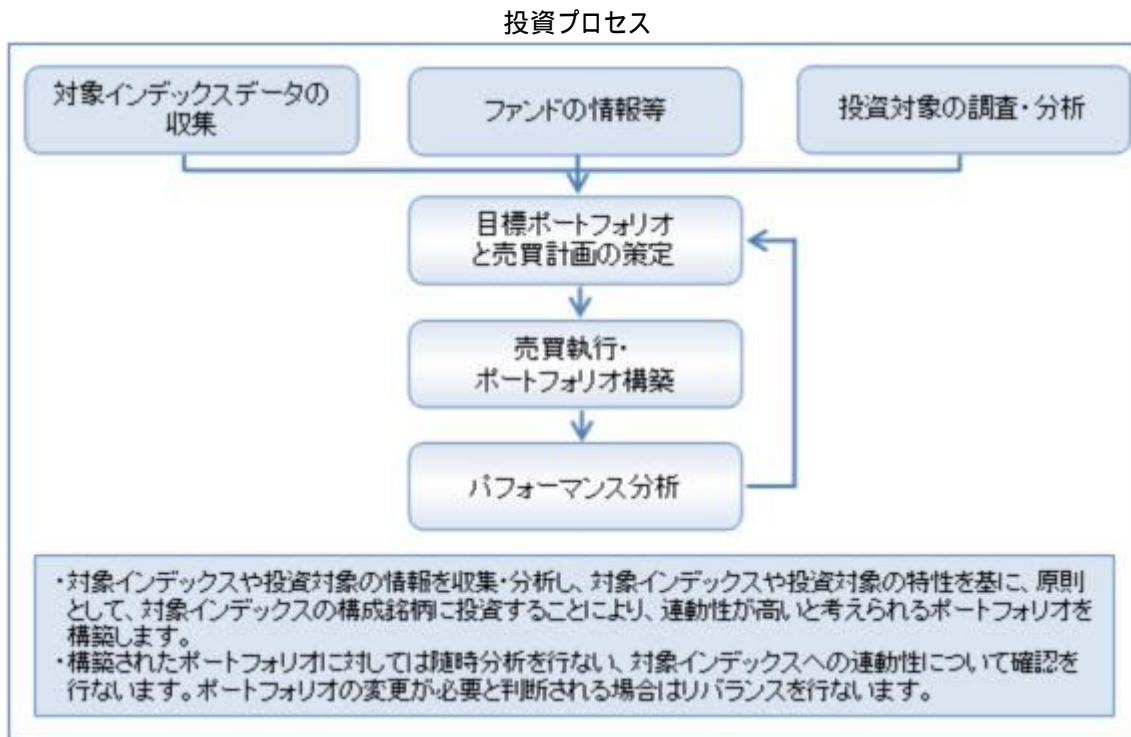 投資プロセス
対象インデックスデータの
収集
ファンドの情報等
投資対象の調査・分析
目標ポートフォリオ
と売買計画の策定
売買執行・
ポートフォリオ構築
パフォーマンス分析
・対象インデックスや投資対象の情報を収集・分析し、対象インデックスや投資対象の特性を基に、原則
として、対象インデックスの構成銘柄に投資することにより、連動性が高いと考えられるポートフォリオを
構築します。
・構築されたポートフォリオに対しては随時分析を行ない、対象インデックスへの連動性について確認を
行ないます。ポートフォリオの変更が必要と判断される場合はリバランスを行ないます。